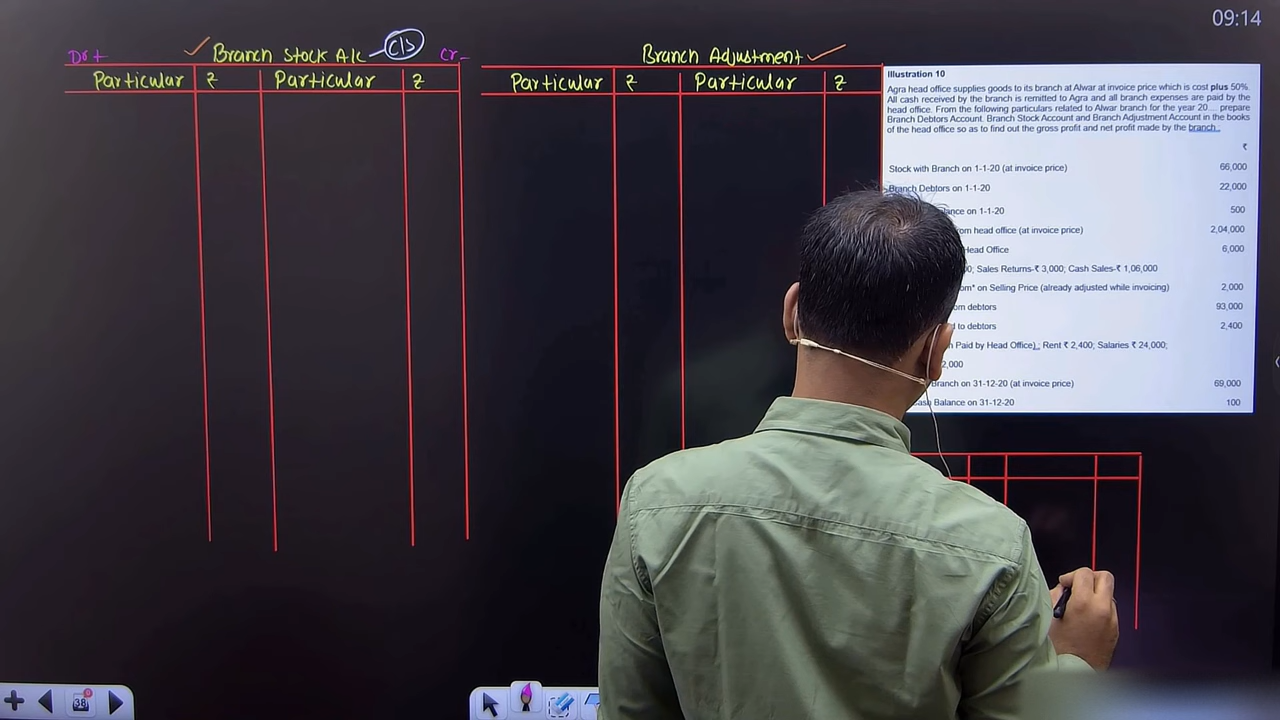 09:14
Dr +
Branch Stock A/c
C/S
Cr -
Particular ₹ Particular ₹
Branch Adjustment
Particular ₹ Particular ₹
Illustration 10
Agra head office supplies goods to its branch at Alwar at invoice price which is cost plus 50%.
All cash received by the branch is remitted to Agra and all branch expenses are paid by the
head office. From the following particulars related to Alwar branch for the year 20.... prepare
Branch Debtors Account. Branch Stock Account and Branch Adjustment Account in the books
of the head office so as to find out the gross profit and net profit made by the branch :
₹
Stock with Branch on 1-1-20 (at invoice price) 66,000
Branch Debtors on 1-1-20 22,000
on 1-1-20 500
head office (at invoice price) 2,04,000
Head Office 6,000
; Sales Returns-₹ 3,000; Cash Sales-₹ 1,06,000
on Selling Price (already adjusted while invoicing) 2,000
debtors 93,000
to debtors 2,400
Paid by Head Office) : Rent ₹ 2,400; Salaries ₹ 24,000;
2,000
Branch on 31-12-20 (at invoice price) 69,000
Balance on 31-12-20 100
38